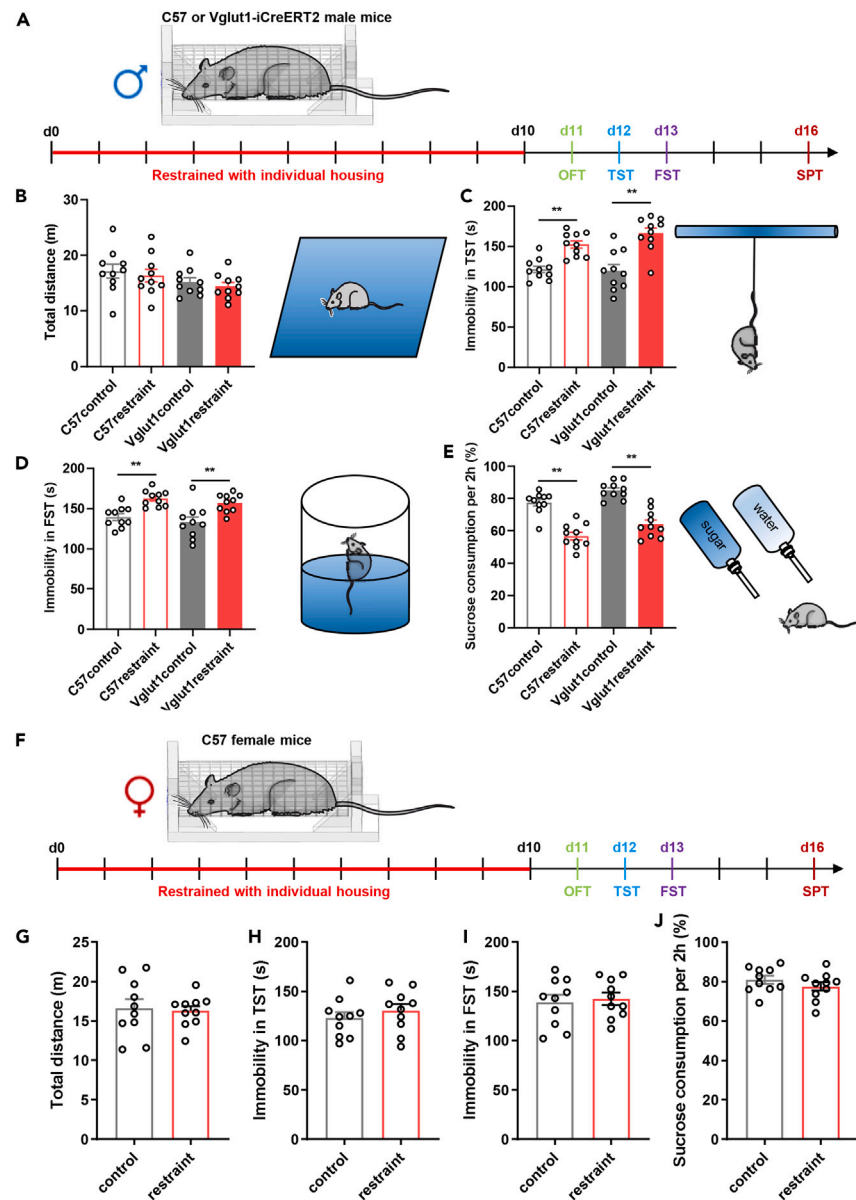 A
C57 or Vglut1-iCreERT2 male mice
♂
d0
d10
d11
d12
d13
d16
Restrained with individual housing
OFT
TST
FST
SPT
B
Total distance (m)
30
20
10
0
C57control
C57restraint
Vglut1control
Vglut1restraint
C
Immobility in TST (s)
200
150
100
50
0
**
**
C57control
C57restraint
Vglut1control
Vglut1restraint
D
Immobility in FST (s)
200
150
100
50
0
**
**
C57control
C57restraint
Vglut1control
Vglut1restraint
E
Sucrose consumption per 2h (%)
100
80
60
40
20
0
**
**
C57control
C57restraint
Vglut1control
Vglut1restraint
sugar
water
F
C57 female mice
♀
d0
d10
d11
d12
d13
d16
Restrained with individual housing
OFT
TST
FST
SPT
G
Total distance (m)
25
20
15
10
5
0
control
restraint
H
Immobility in TST (s)
200
150
100
50
0
control
restraint
I
Immobility in FST (s)
200
150
100
50
0
control
restraint
J
Sucrose consumption per 2h (%)
100
80
60
40
20
0
control
restraint